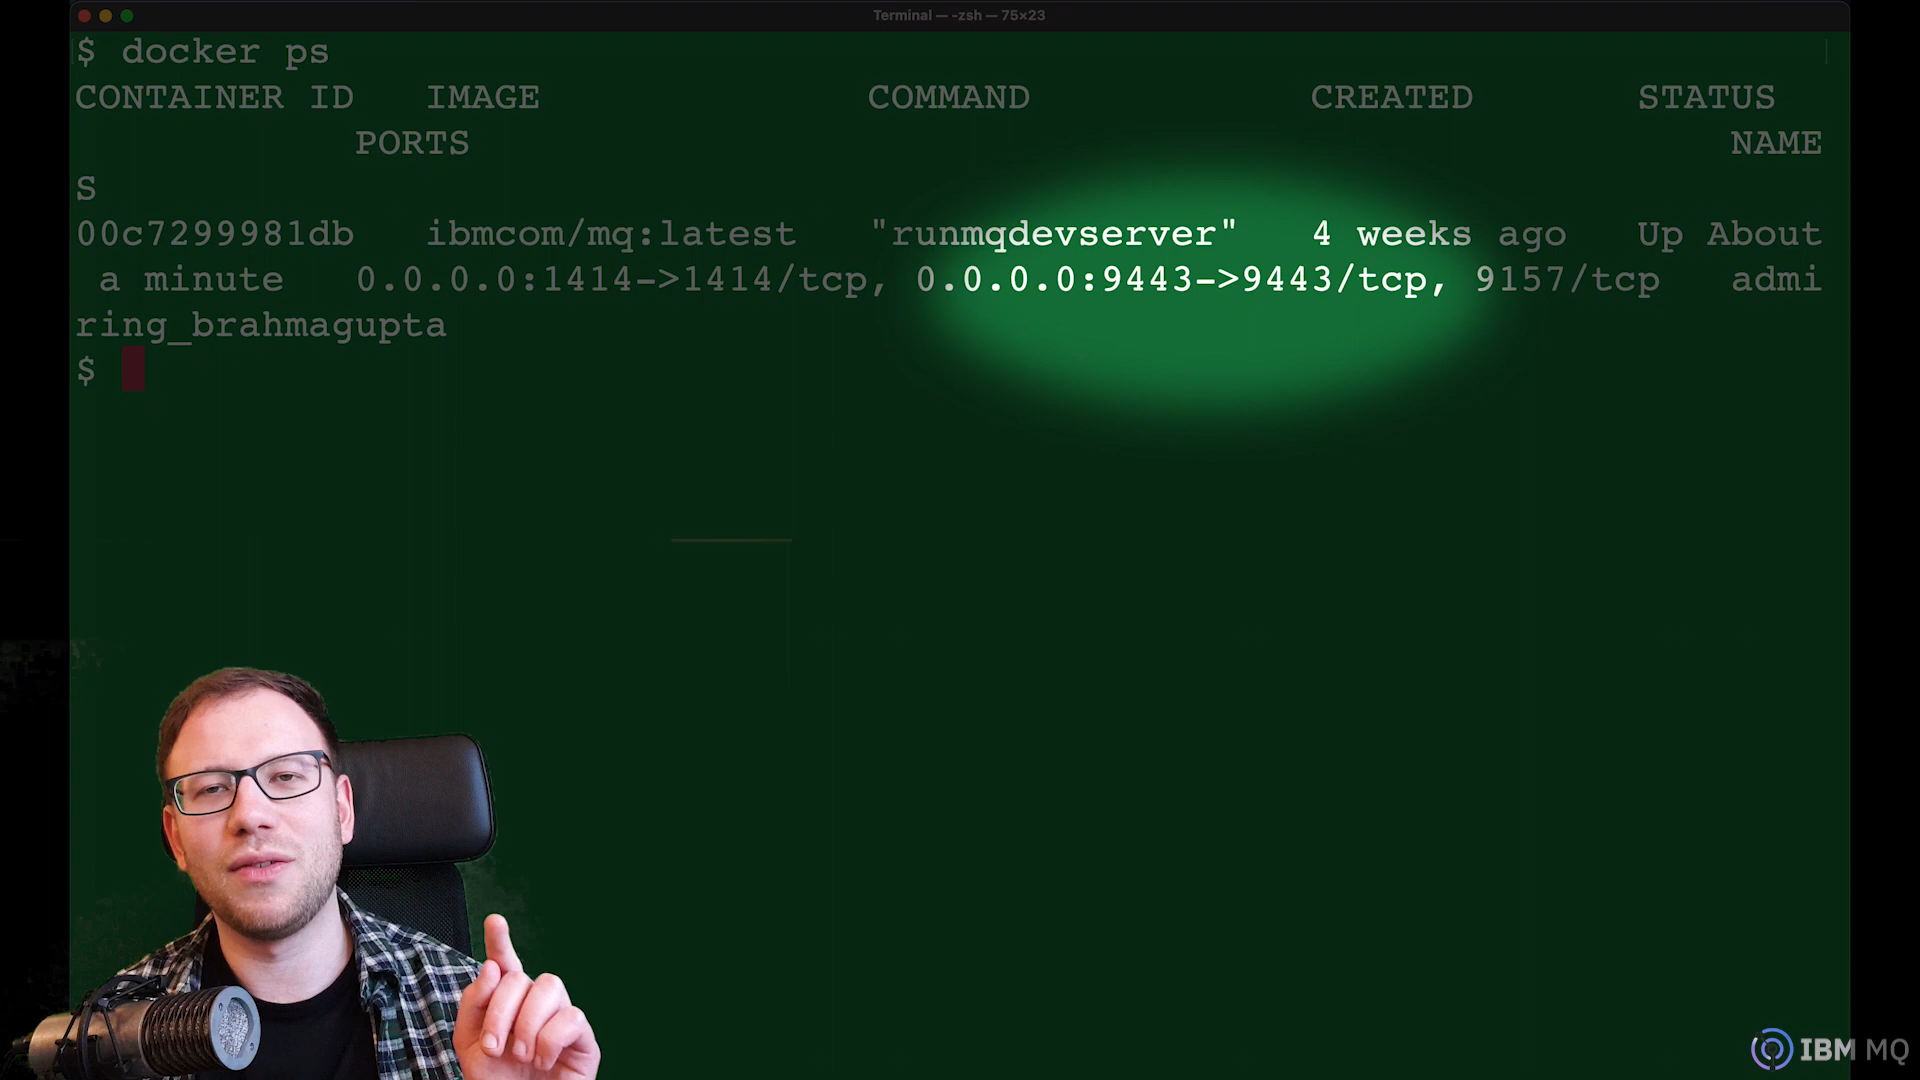 Terminal — -zsh — 75×23
$ docker ps
CONTAINER ID IMAGE COMMAND CREATED STATUS
PORTS NAME
S
00c7299981db ibmcom/mq:latest "runmqdevserver" 4 weeks ago Up About
a minute 0.0.0.0:1414->1414/tcp, 0.0.0.0:9443->9443/tcp, 9157/tcp admi
ring_brahmagupta
$
IBM MQ